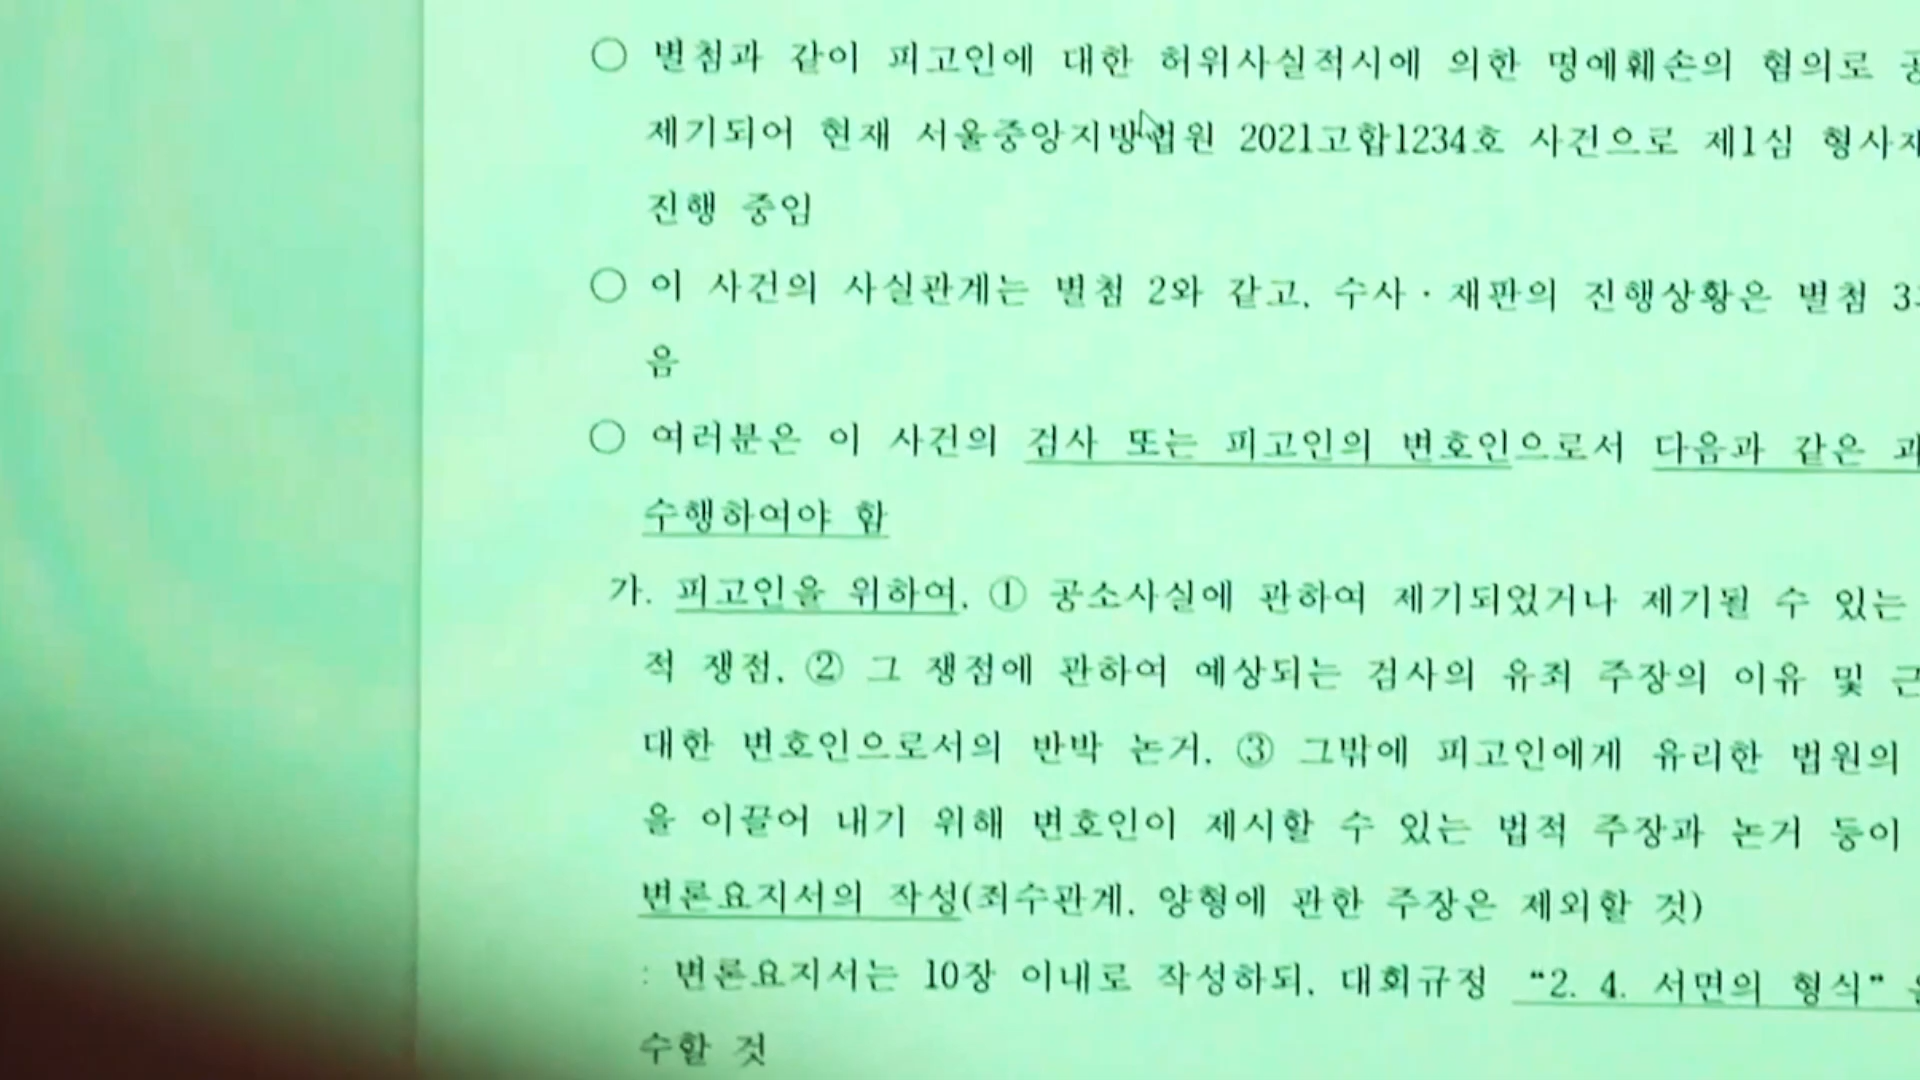 ○ 별첨과 같이 피고인에 대한 허위사실적시에 의한 명예훼손의 혐의로
제기되어 현재 서울중앙지방법원 2021고합1234호 사건으로 제1심
진행 중임
○ 이 사건의 사실관계는 별첨 2와 같고, 수사·재판의 진행상황은 별첨 3
음
○ 여러분은 이 사건의 검사 또는 피고인의 변호인으로서 다음과 같은
수행하여야 함
가. 피고인을 위하여, ① 공소사실에 관하여 제기되었거나 제기될 수 있는
적 쟁점, ② 그 쟁점에 관하여 예상되는 검사의 유죄 주장의 이유 및
대한 변호인으로서의 반박 논거, ③ 그밖에 피고인에게 유리한 법원의
을 이끌어 내기 위해 변호인이 제시할 수 있는 법적 주장과 논거 등이
변론요지서의 작성(죄수관계, 양형에 관한 주장은 제외할 것)
: 변론요지서는 10장 이내로 작성하되, 대회규정 “2. 4. 서면의 형식”
수할 것